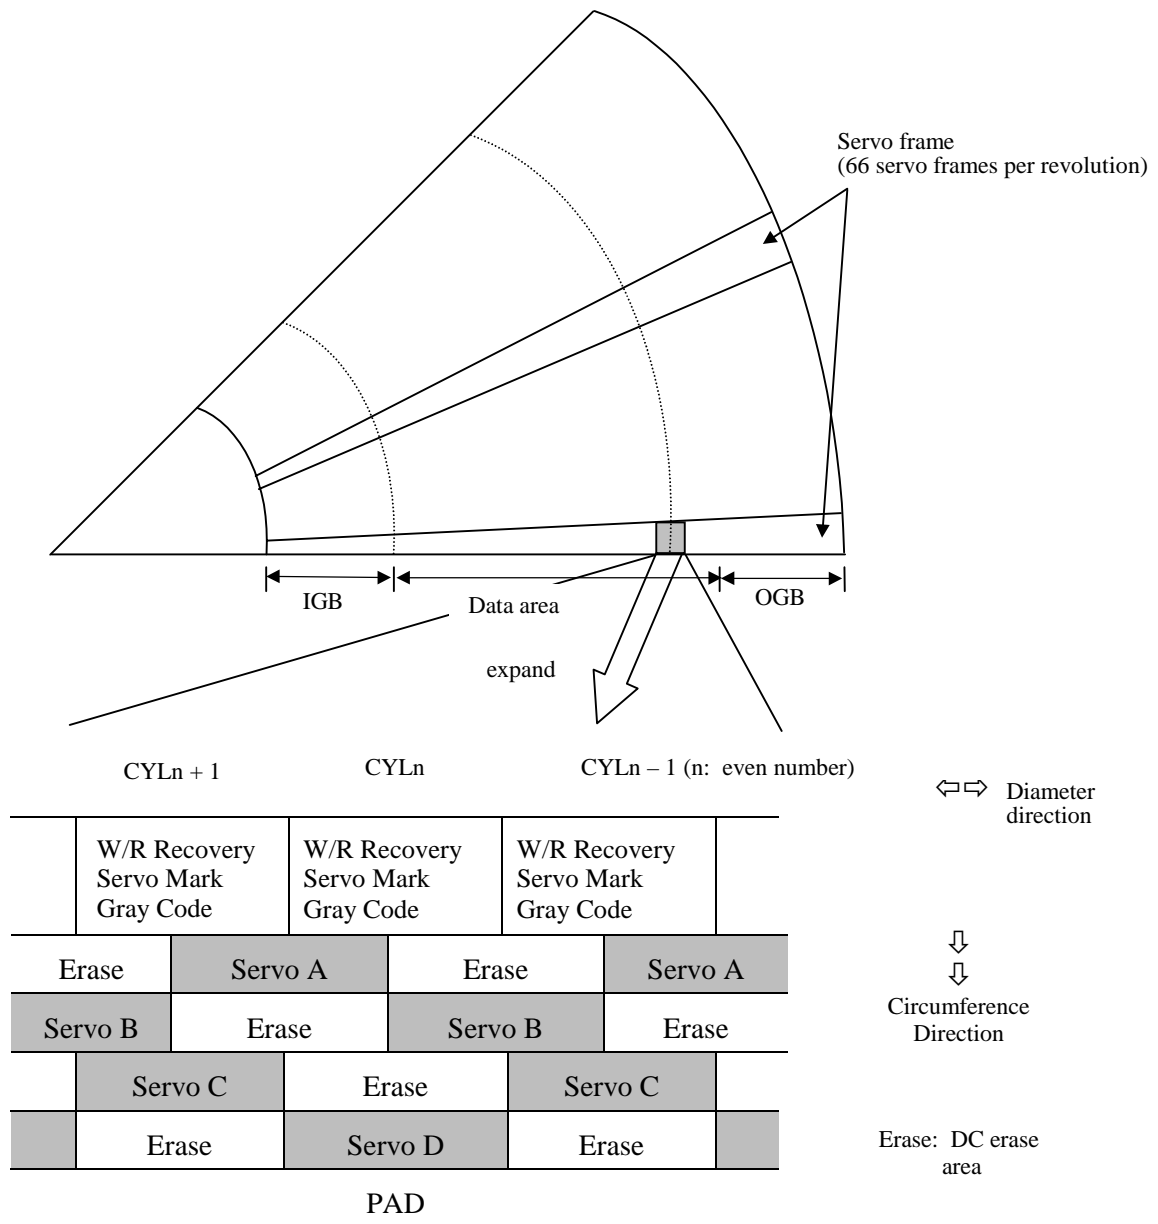 Servo frame
(66 servo frames per revolution)
IGB
Data area
OGB
expand
CYLn + 1
CYLn
CYLn – 1 (n: even number)
Diameter
direction
W/R Recovery
Servo Mark
Gray Code
W/R Recovery
Servo Mark
Gray Code
W/R Recovery
Servo Mark
Gray Code
Erase
Servo A
Erase
Servo A
Servo B
Erase
Servo B
Erase
Circumference
Direction
Servo C
Erase
Servo C
Erase
Servo D
Erase
Erase: DC erase
area
PAD